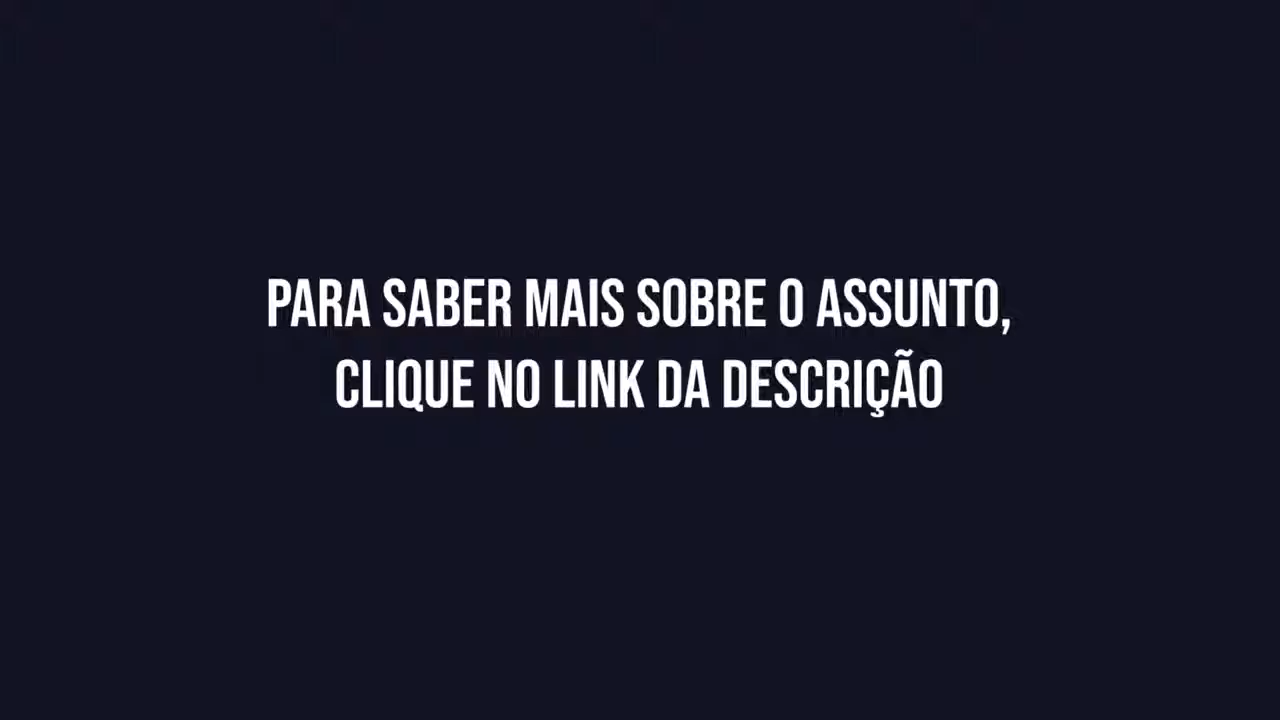 PARA SABER MAIS SOBRE O ASSUNTO,
CLIQUE NO LINK DA DESCRIÇÃO